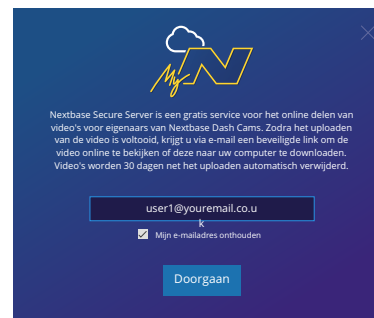 My N
Nextbase Secure Server is een gratis service voor het online delen van
video's voor eigenaars van Nextbase Dash Cams. Zodra het uploaden
van de video is voltooid, krijgt u via e-mail een beveiligde link om de
video online te bekijken of deze naar uw computer te downloaden.
Video's worden 30 dagen net het uploaden automatisch verwijderd.
user1@youremail.co.u
k
Mijn e-mailadres onthouden
Doorgaan